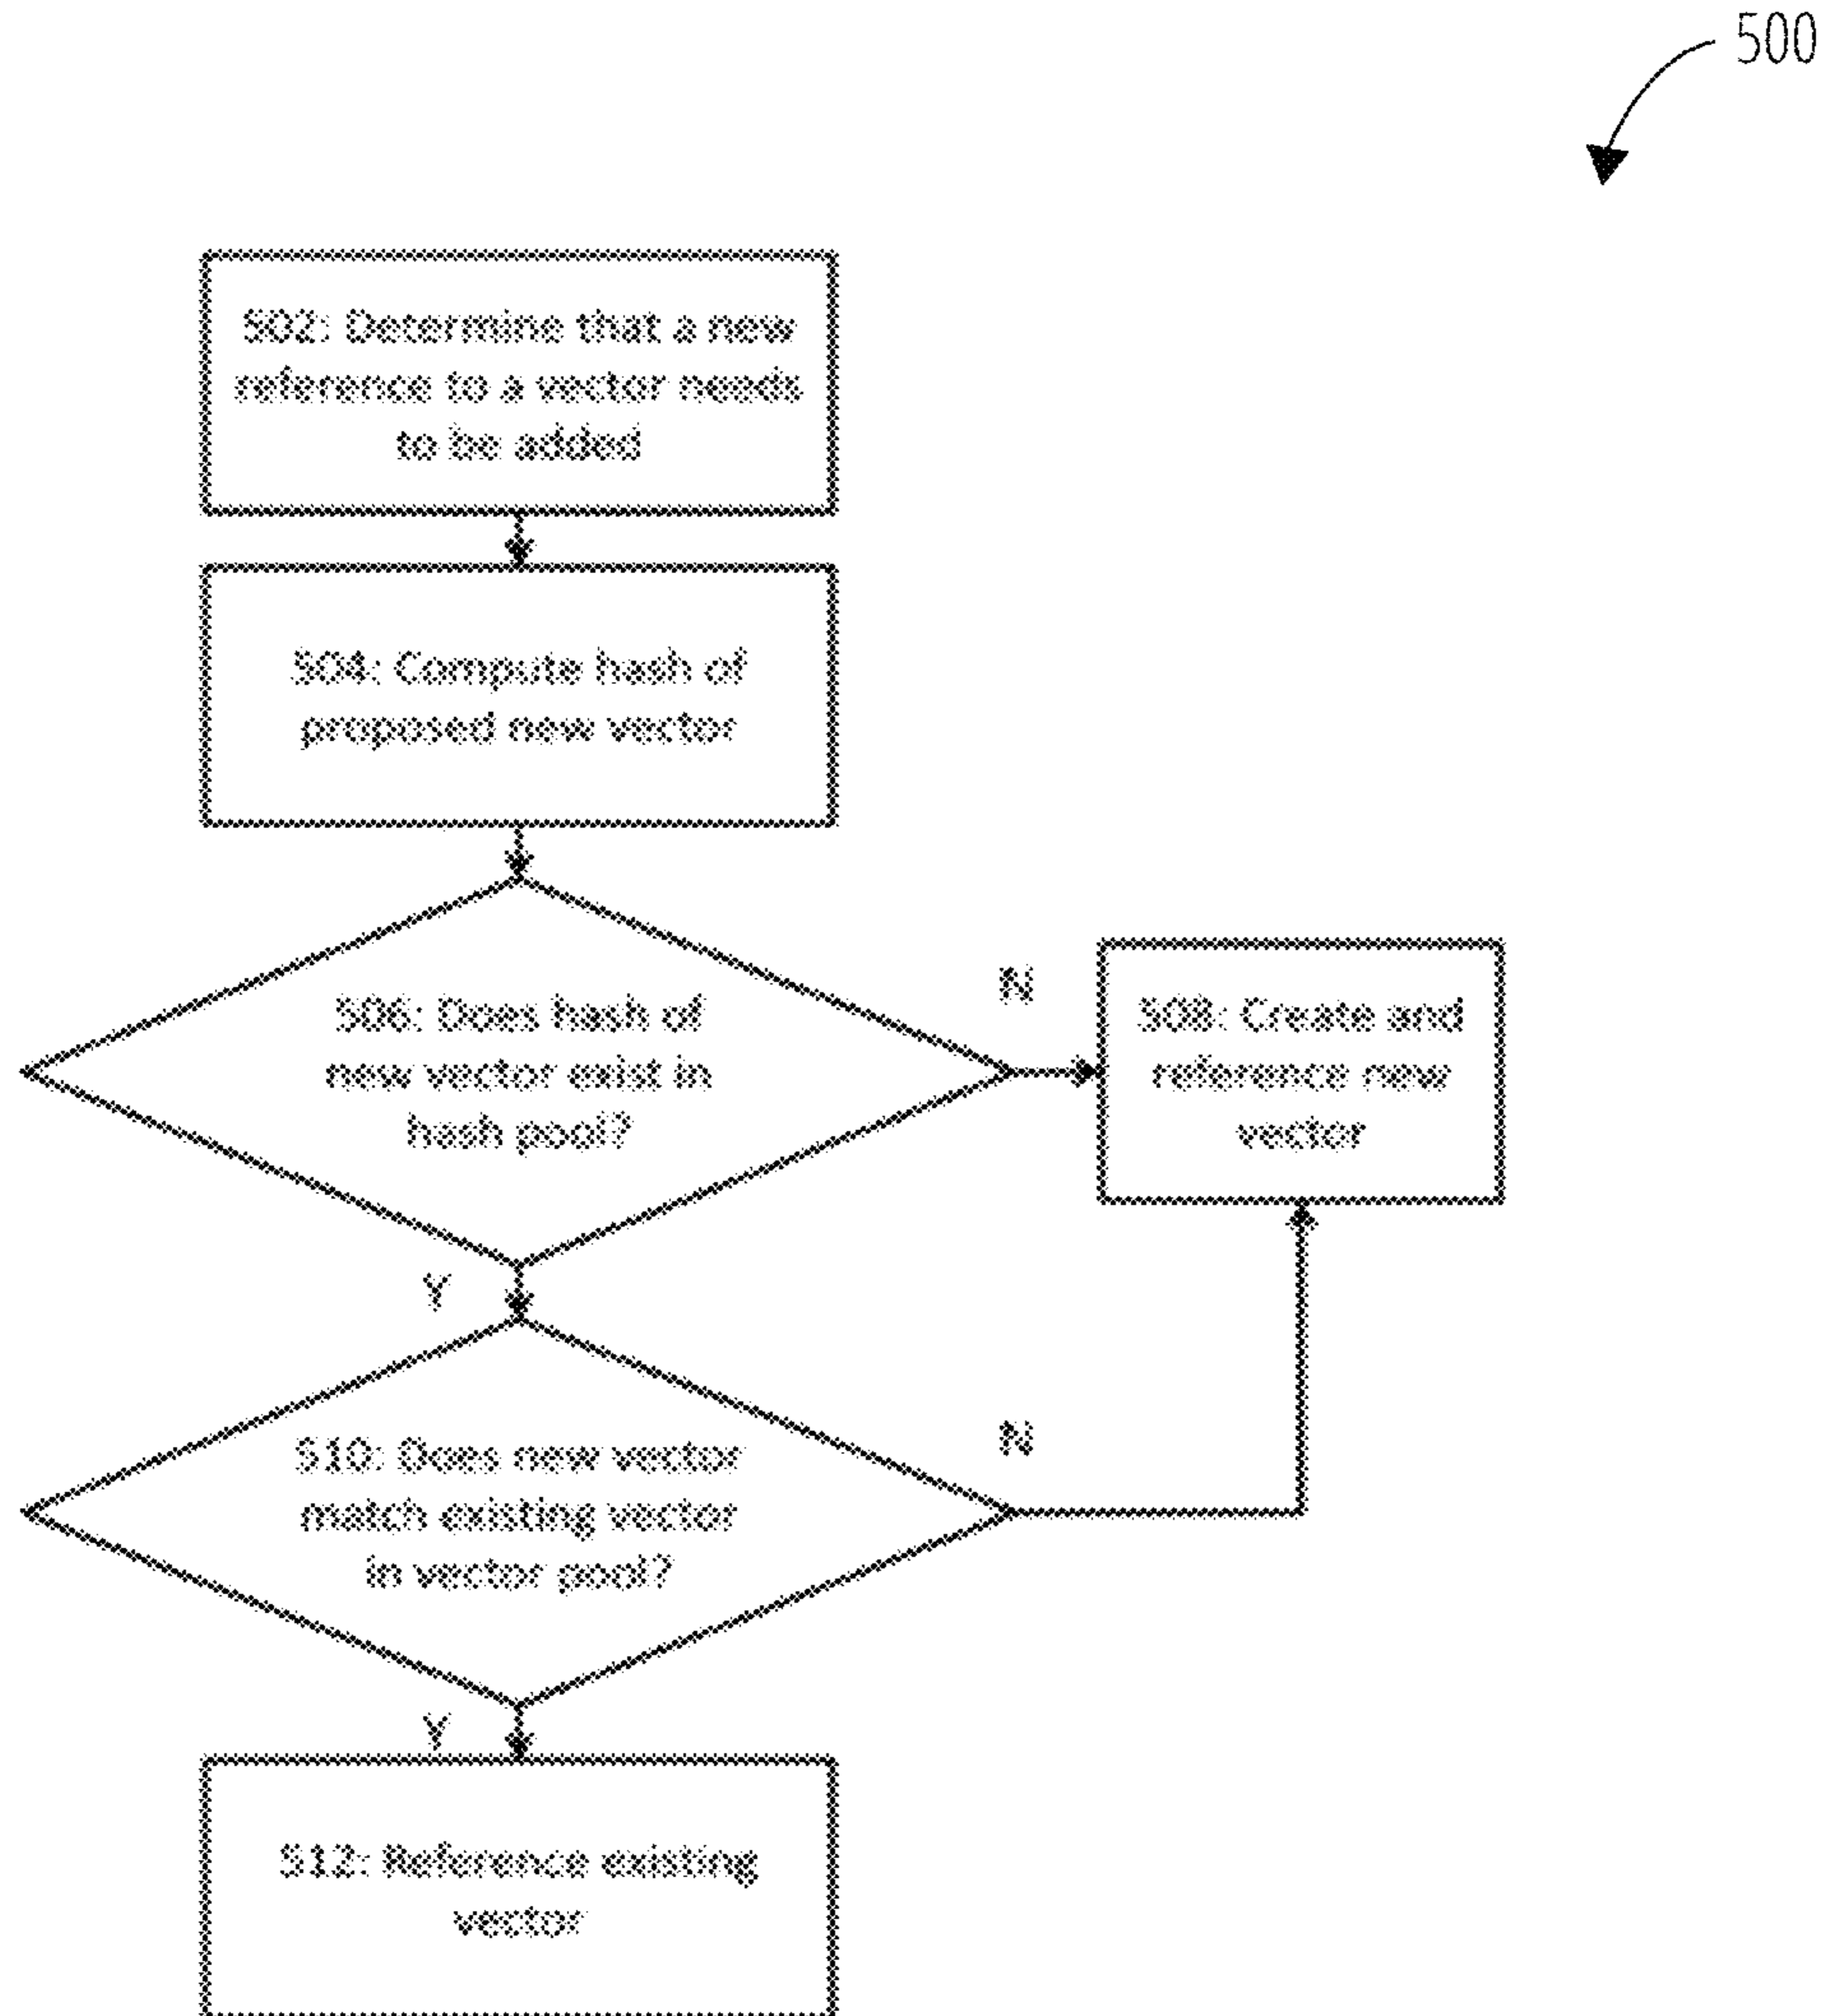 500
502: Determine that a new
reference to a vector needs
to be added
504: Compute hash of
proposed new vector
506: Does hash of
new vector exist in
hash pool?
N
508: Create and
reference new
vector
Y
510: Does new vector
match existing vector
in vector pool?
N
Y
512: Reference existing
vector